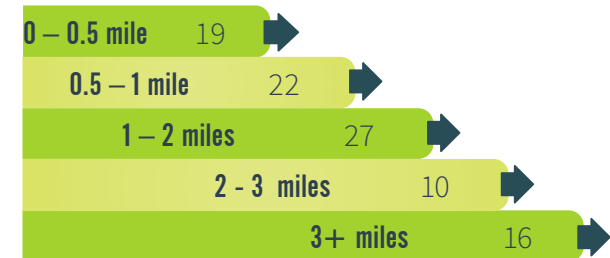 0 – 0.5 mile 19
0.5 – 1 mile 22
1 – 2 miles 27
2 - 3 miles 10
3+ miles 16